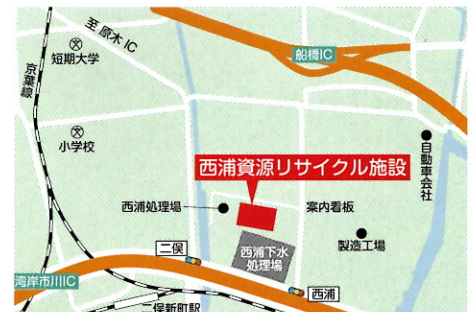 至 原木IC
短期大学
船橋IC
京葉線
小学校
自動車会社
西浦資源リサイクル施設
西浦処理場
案内看板
西浦下水
処理場
製造工場
二俣
湾岸市川IC
西浦
二俣新町駅